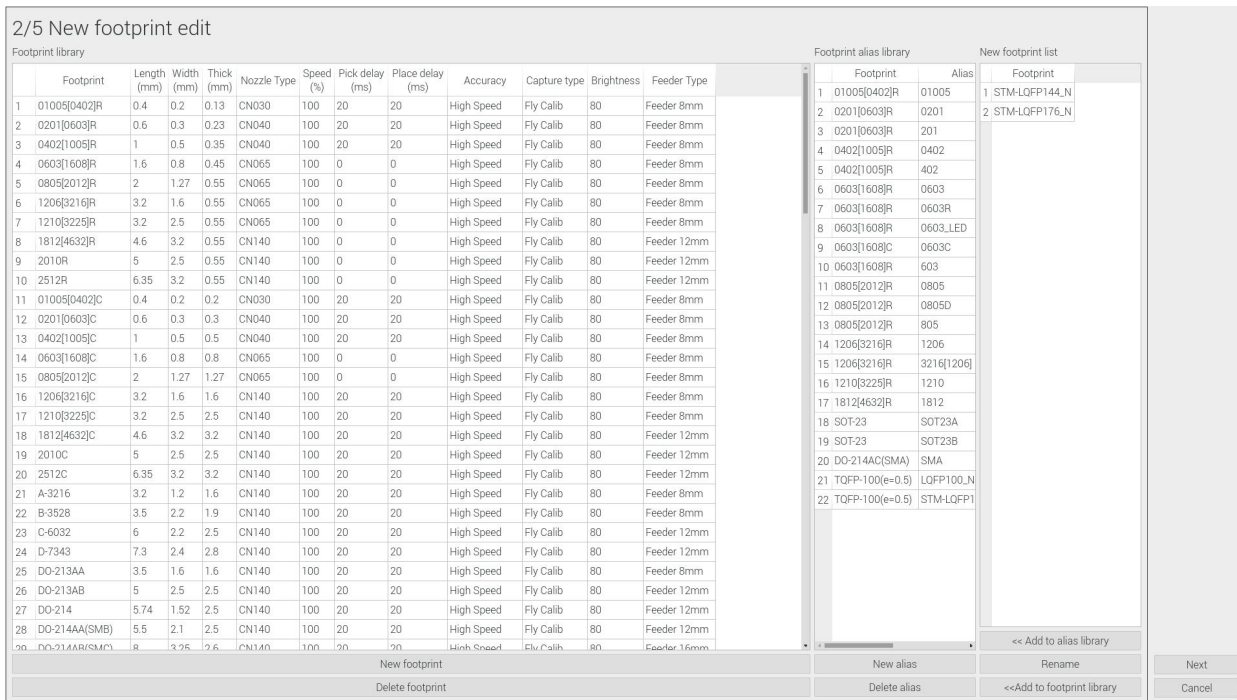 2/5 New footprint edit
Footprint library
Footprint Length (mm) Width (mm) Thick (mm) Nozzle Type Speed (%) Pick delay (ms) Place delay (ms) Accuracy Capture type Brightness Feeder Type
1 01005[0402]R 0.4 0.2 0.13 CN030 100 20 20 High Speed Fly Calib 80 Feeder 8mm
2 0201[0603]R 0.6 0.3 0.23 CN040 100 20 20 High Speed Fly Calib 80 Feeder 8mm
3 0402[1005]R 1 0.5 0.35 CN040 100 20 20 High Speed Fly Calib 80 Feeder 8mm
4 0603[1608]R 1.6 0.8 0.45 CN065 100 0 0 High Speed Fly Calib 80 Feeder 8mm
5 0805[2012]R 2 1.27 0.55 CN065 100 0 0 High Speed Fly Calib 80 Feeder 8mm
6 1206[3216]R 3.2 1.6 0.55 CN065 100 0 0 High Speed Fly Calib 80 Feeder 8mm
7 1210[3225]R 3.2 2.5 0.55 CN065 100 0 0 High Speed Fly Calib 80 Feeder 8mm
8 1812[4632]R 4.6 3.2 0.55 CN140 100 0 0 High Speed Fly Calib 80 Feeder 12mm
9 2010R 5 2.5 0.55 CN140 100 0 0 High Speed Fly Calib 80 Feeder 12mm
10 2512R 6.35 3.2 0.55 CN140 100 0 0 High Speed Fly Calib 80 Feeder 12mm
11 01005[0402]C 0.4 0.2 0.2 CN030 100 20 20 High Speed Fly Calib 80 Feeder 8mm
12 0201[0603]C 0.6 0.3 0.3 CN040 100 20 20 High Speed Fly Calib 80 Feeder 8mm
13 0402[1005]C 1 0.5 0.5 CN040 100 20 20 High Speed Fly Calib 80 Feeder 8mm
14 0603[1608]C 1.6 0.8 0.8 CN065 100 0 0 High Speed Fly Calib 80 Feeder 8mm
15 0805[2012]C 2 1.27 1.27 CN065 100 0 0 High Speed Fly Calib 80 Feeder 8mm
16 1206[3216]C 3.2 1.6 1.6 CN140 100 20 20 High Speed Fly Calib 80 Feeder 8mm
17 1210[3225]C 3.2 2.5 2.5 CN140 100 20 20 High Speed Fly Calib 80 Feeder 8mm
18 1812[4632]C 4.6 3.2 3.2 CN140 100 20 20 High Speed Fly Calib 80 Feeder 12mm
19 2010C 5 2.5 2.5 CN140 100 20 20 High Speed Fly Calib 80 Feeder 12mm
20 2512C 6.35 3.2 3.2 CN140 100 20 20 High Speed Fly Calib 80 Feeder 12mm
21 A-3216 3.2 1.2 1.6 CN140 100 20 20 High Speed Fly Calib 80 Feeder 8mm
22 B-3528 3.5 2.2 1.9 CN140 100 20 20 High Speed Fly Calib 80 Feeder 8mm
23 C-6032 6 2.2 2.5 CN140 100 20 20 High Speed Fly Calib 80 Feeder 12mm
24 D-7343 7.3 2.4 2.8 CN140 100 20 20 High Speed Fly Calib 80 Feeder 12mm
25 DO-213AA 3.5 1.6 1.6 CN140 100 20 20 High Speed Fly Calib 80 Feeder 8mm
26 DO-213AB 5 2.5 2.5 CN140 100 20 20 High Speed Fly Calib 80 Feeder 12mm
27 DO-214 5.74 1.52 2.5 CN140 100 20 20 High Speed Fly Calib 80 Feeder 12mm
28 DO-214AA(SMB) 5.5 2.1 2.5 CN140 100 20 20 High Speed Fly Calib 80 Feeder 12mm
29 DO-214AB(SMC) 8 3.25 2.6 CN140 100 20 20 High Speed Fly Calib 80 Feeder 16mm
New footprint
Delete footprint
Footprint alias library
Footprint Alias
1 01005[0402]R 01005
2 0201[0603]R 0201
3 0201[0603]R 201
4 0402[1005]R 0402
5 0402[1005]R 402
6 0603[1608]R 0603
7 0603[1608]R 0603R
8 0603[1608]R 0603_LED
9 0603[1608]C 0603C
10 0603[1608]R 603
11 0805[2012]R 0805
12 0805[2012]R 0805D
13 0805[2012]R 805
14 1206[3216]R 1206
15 1206[3216]R 3216[1206]
16 1210[3225]R 1210
17 1812[4632]R 1812
18 SOT-23 SOT23A
19 SOT-23 SOT23B
20 DO-214AC(SMA) SMA
21 TQFP-100(e=0.5) LQFP100_N
22 TQFP-100(e=0.5) STM-LQFP1
New alias
Delete alias
New footprint list
Footprint
1 STM-LQFP144_N
2 STM-LQFP176_N
<< Add to alias library
Rename
<<Add to footprint library
Next
Cancel